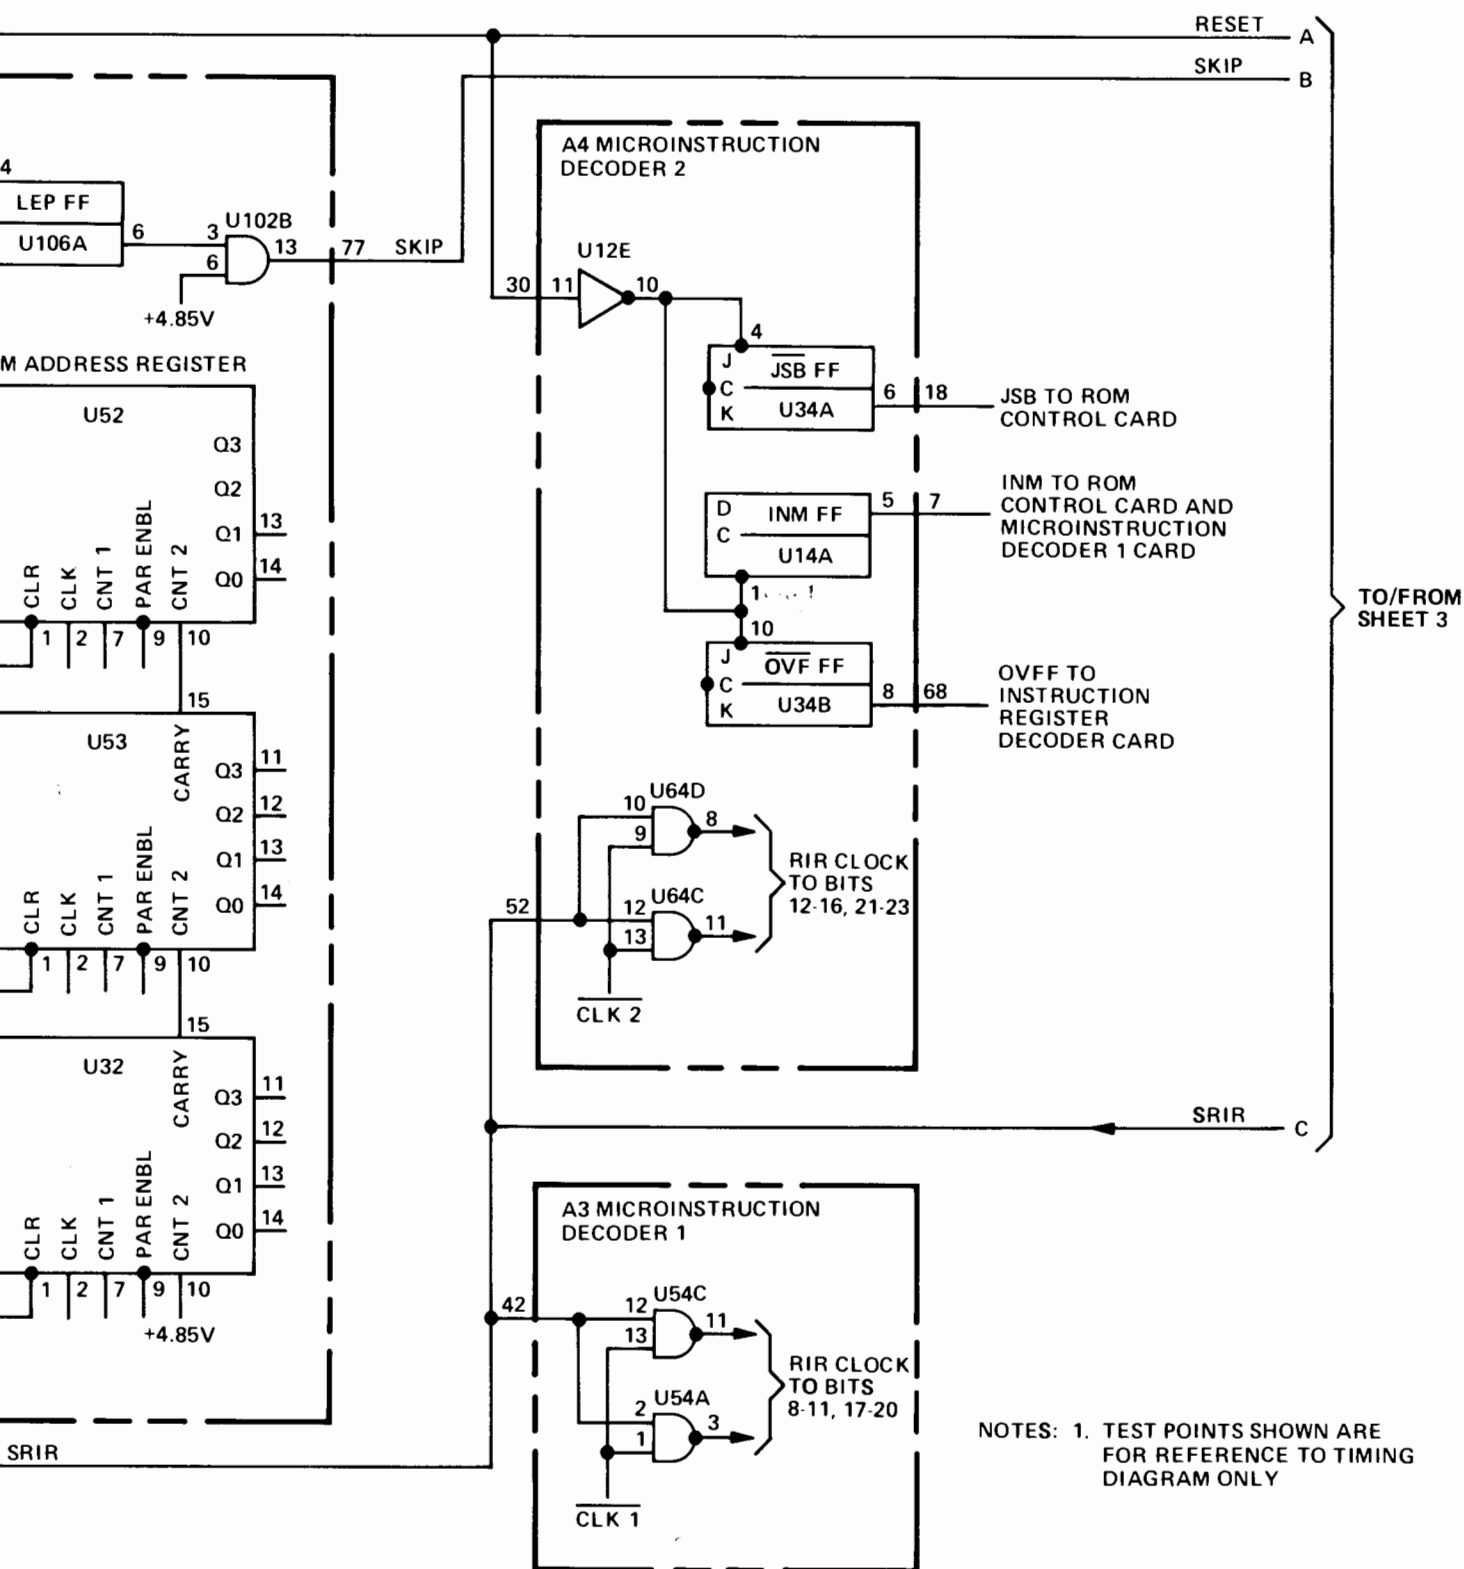 RESET A
SKIP B
A4 MICROINSTRUCTION
DECODER 2
4
LEP FF
U106A
6
3
6
U102B
13
77
SKIP
+4.85V
U12E
30
11
10
4
J
C
K
JSB FF
U34A
6
18
JSB TO ROM
CONTROL CARD
D
C
INM FF
U14A
5
7
INM TO ROM
CONTROL CARD AND
MICROINSTRUCTION
DECODER 1 CARD
1
10
J
C
K
OVF FF
U34B
8
68
OVFF TO
INSTRUCTION
REGISTER
DECODER CARD
TO/FROM
SHEET 3
M ADDRESS REGISTER
U52
Q3
Q2
Q1
13
Q0
14
CLR
CLK
CNT 1
PAR ENBL
CNT 2
1
2
7
9
10
15
U53
CARRY
Q3
11
Q2
12
Q1
13
Q0
14
CLR
CLK
CNT 1
PAR ENBL
CNT 2
1
2
7
9
10
15
U32
CARRY
Q3
11
Q2
12
Q1
13
Q0
14
CLR
CLK
CNT 1
PAR ENBL
CNT 2
1
2
7
9
10
+4.85V
U64D
10
9
8
U64C
52
12
13
11
RIR CLOCK
TO BITS
12-16, 21-23
CLK 2
SRIR C
A3 MICROINSTRUCTION
DECODER 1
U54C
42
12
13
11
U54A
2
1
3
RIR CLOCK
TO BITS
8-11, 17-20
CLK 1
SRIR
NOTES: 1. TEST POINTS SHOWN ARE
FOR REFERENCE TO TIMING
DIAGRAM ONLY